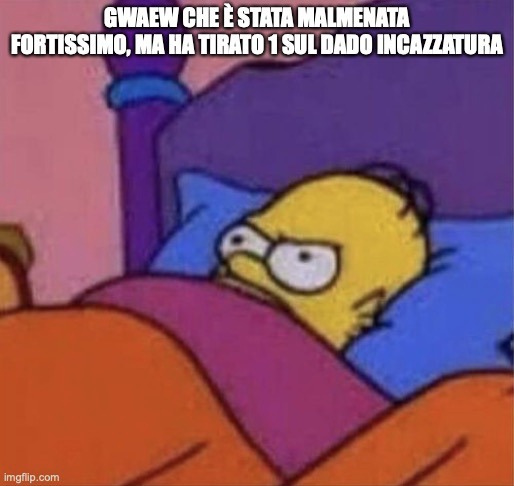 GWAEW CHE È STATA MALMENATA
FORTISSIMO, MA HA TIRATO 1 SUL DADO INCAZZATURA
imgflip.com